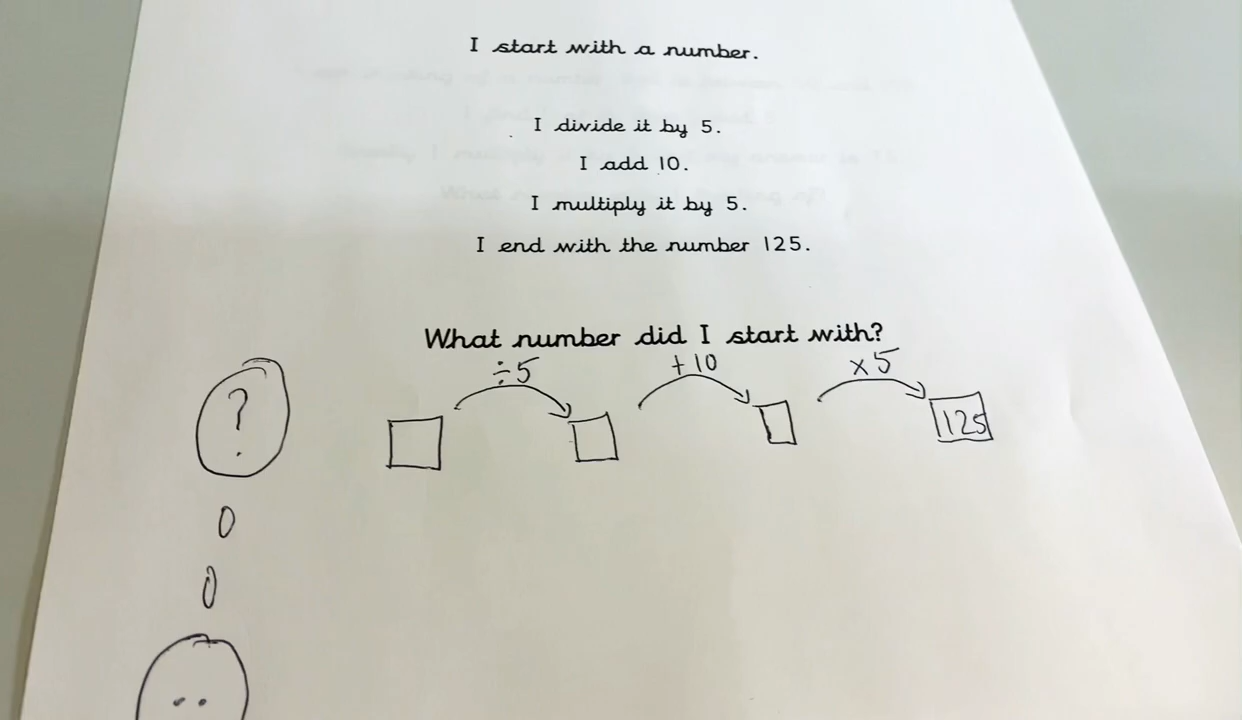 I start with a number.
I divide it by 5.
I add 10.
I multiply it by 5.
I end with the number 125.
What number did I start with?
÷5 +10 ×5
?
125